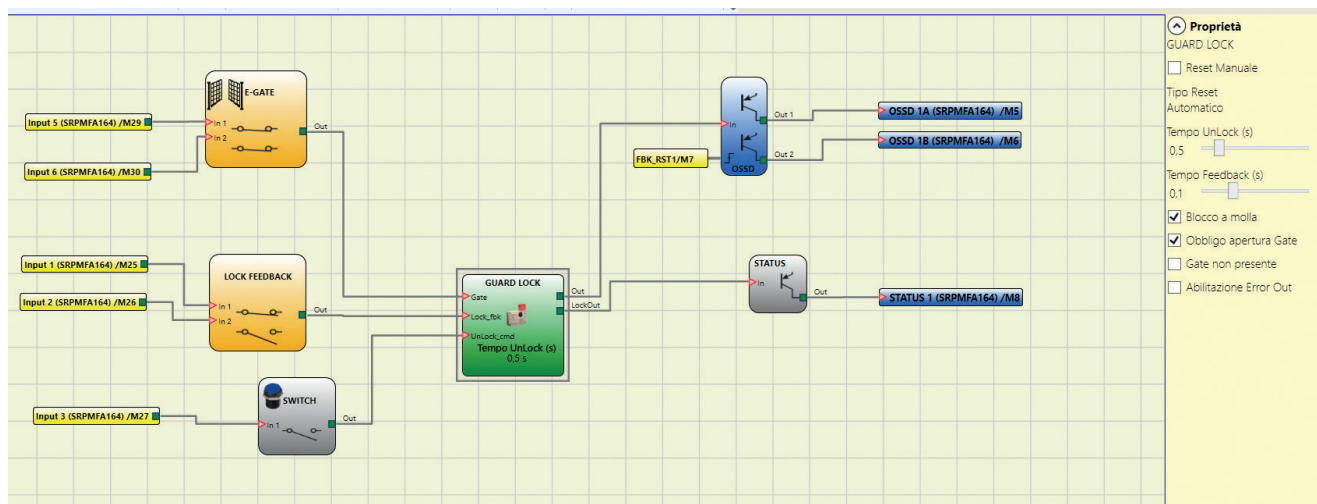 E-GATE
Input 5 (SRPMFA164) /M29
In 1
In 2
Out
Input 6 (SRPMFA164) /M30
In
Out 1
Out 2
OSSD
FBK_RST1/M7
OSSD 1A (SRPMFA164) /M5
OSSD 1B (SRPMFA164) /M6
Input 1 (SRPMFA164) /M25
Input 2 (SRPMFA164) /M26
LOCK FEEDBACK
In 1
In 2
Out
GUARD LOCK
Gate
Lock_fbk
UnLock_cmd
Out
LockOut
Tempo UnLock (s)
0,5 s
STATUS
In
Out
STATUS 1 (SRPMFA164) /M8
Input 3 (SRPMFA164) /M27
SWITCH
In 1
Out
Proprietà
GUARD LOCK
Reset Manuale
Tipo Reset
Automatico
Tempo UnLock (s)
0,5
Tempo Feedback (s)
0,1
Blocco a molla
Obbligo apertura Gate
Gate non presente
Abilitazione Error Out